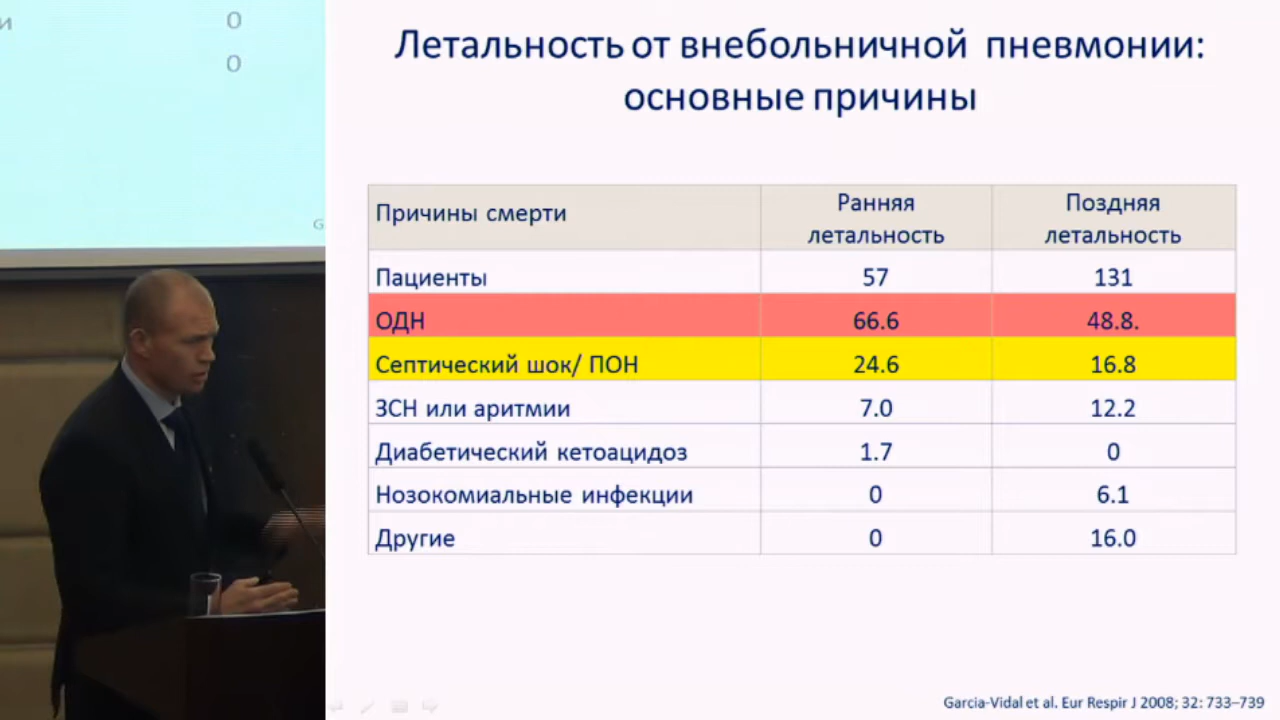 и 0
0
G
Летальность от внебольничной пневмонии:
основные причины
Причины смерти Ранняя летальность Поздняя летальность
Пациенты 57 131
ОДН 66.6 48.8.
Септический шок/ ПОН 24.6 16.8
ЗСН или аритмии 7.0 12.2
Диабетический кетоацидоз 1.7 0
Нозокомиальные инфекции 0 6.1
Другие 0 16.0
Garcia-Vidal et al. Eur Respir J 2008; 32: 733–739